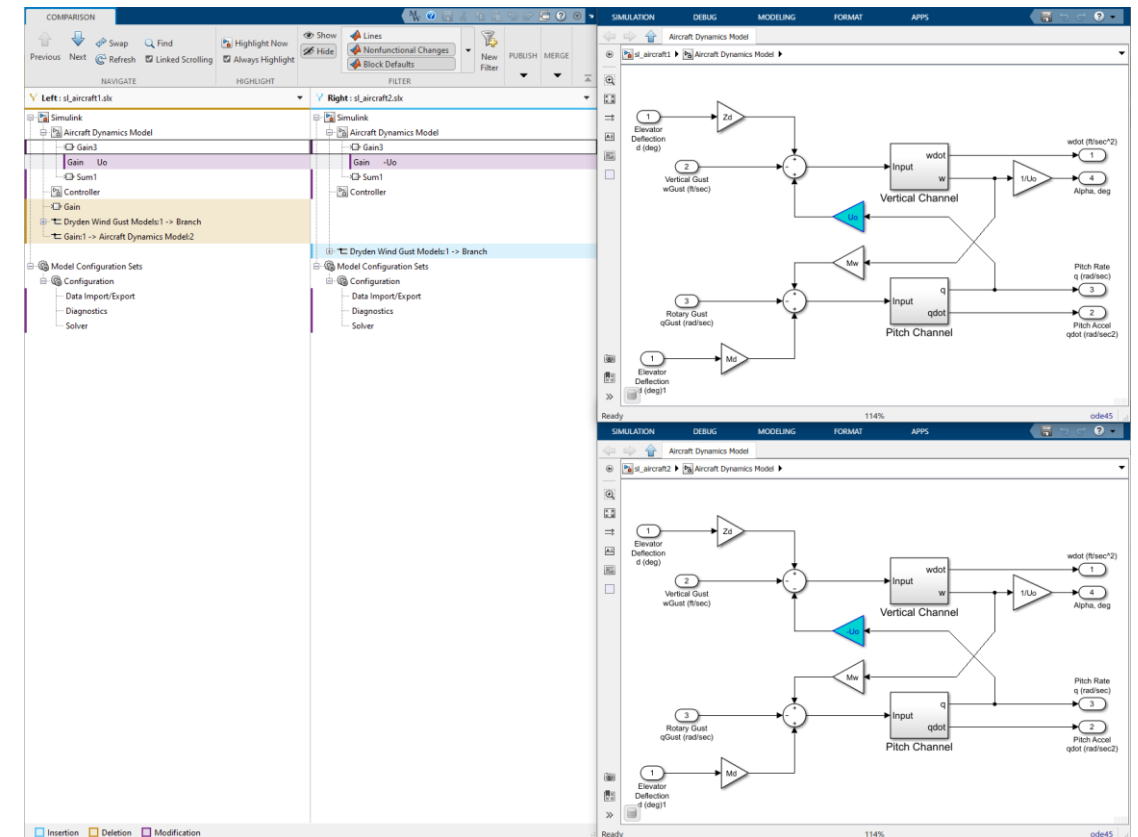 COMPARISON
Previous
Next
Swap
Refresh
Find
Linked Scrolling
NAVIGATE
Highlight Now
Always Highlight
HIGHLIGHT
Show
Hide
Lines
Nonfunctional Changes
Block Defaults
New Filter
FILTER
PUBLISH
MERGE
Left : sl_aircraft1.slx
Simulink
Aircraft Dynamics Model
Gain3
Gain Uo
Sum1
Controller
Gain
Dryden Wind Gust Models:1 -> Branch
Gain:1 -> Aircraft Dynamics Model:2
Model Configuration Sets
Configuration
Data Import/Export
Diagnostics
Solver
Right : sl_aircraft2.slx
Simulink
Aircraft Dynamics Model
Gain3
Gain -Uo
Sum1
Controller
Dryden Wind Gust Models:1 -> Branch
Model Configuration Sets
Configuration
Data Import/Export
Diagnostics
Solver
Insertion Deletion Modification
SIMULATION DEBUG MODELING FORMAT APPS
Aircraft Dynamics Model
sl_aircraft1 Aircraft Dynamics Model
1
Elevator
Deflection
d (deg)
Zd
2
Vertical Gust
wGust (ft/sec)
Input
wdot
w
Vertical Channel
wdot (ft/sec^2)
1
1/Uo
4
Alpha, deg
Uo
Mw
3
Rotary Gust
qGust (rad/sec)
Input
q
qdot
Pitch Channel
Pitch Rate
q (rad/sec)
3
2
Pitch Accel
qdot (rad/sec2)
1
Elevator
Deflection
d (deg)1
Md
Ready 114% ode45
SIMULATION DEBUG MODELING FORMAT APPS
Aircraft Dynamics Model
sl_aircraft2 Aircraft Dynamics Model
1
Elevator
Deflection
d (deg)
Zd
2
Vertical Gust
wGust (ft/sec)
Input
wdot
w
Vertical Channel
wdot (ft/sec^2)
1
1/Uo
4
Alpha, deg
-Uo
Mw
3
Rotary Gust
qGust (rad/sec)
Input
q
qdot
Pitch Channel
Pitch Rate
q (rad/sec)
3
2
Pitch Accel
qdot (rad/sec2)
1
Elevator
Deflection
d (deg)1
Md
Ready 114% ode45